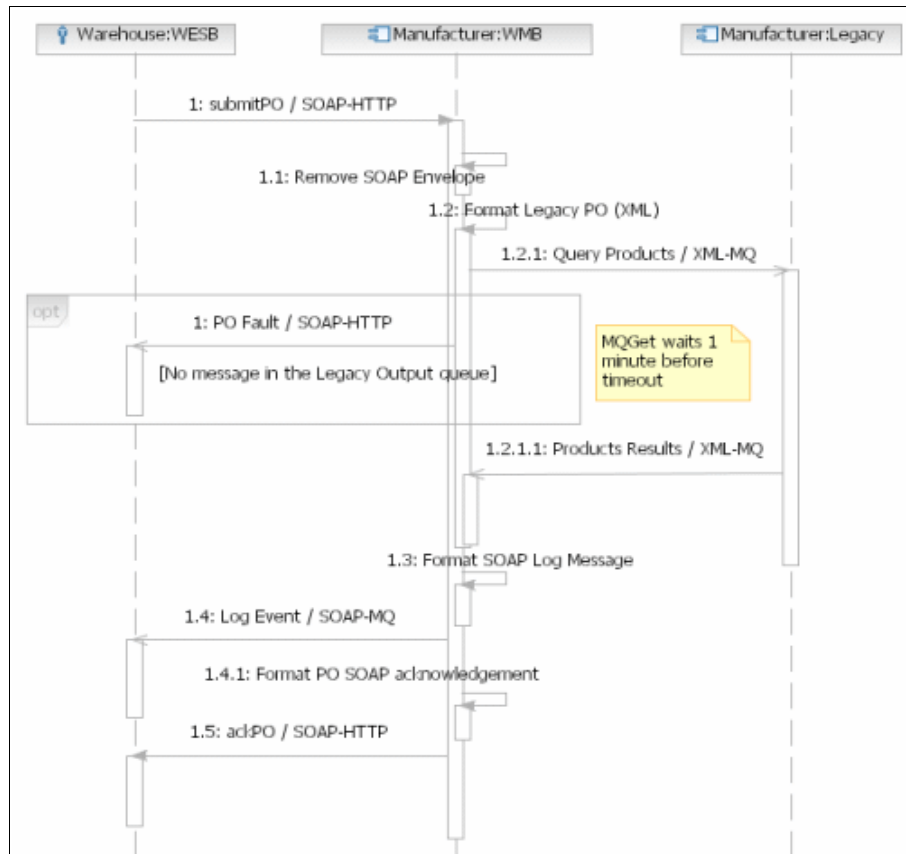 Warehouse:WESB
Manufacturer:WMB
Manufacturer:Legacy
1: submitPO / SOAP-HTTP
1.1: Remove SOAP Envelope
1.2: Format Legacy PO (XML)
1.2.1: Query Products / XML-MQ
opt
1: PO Fault / SOAP-HTTP
[No message in the Legacy Output queue]
MQGet waits 1
minute before
timeout
1.2.1.1: Products Results / XML-MQ
1.3: Format SOAP Log Message
1.4: Log Event / SOAP-MQ
1.4.1: Format PO SOAP acknowledgement
1.5: ackPO / SOAP-HTTP